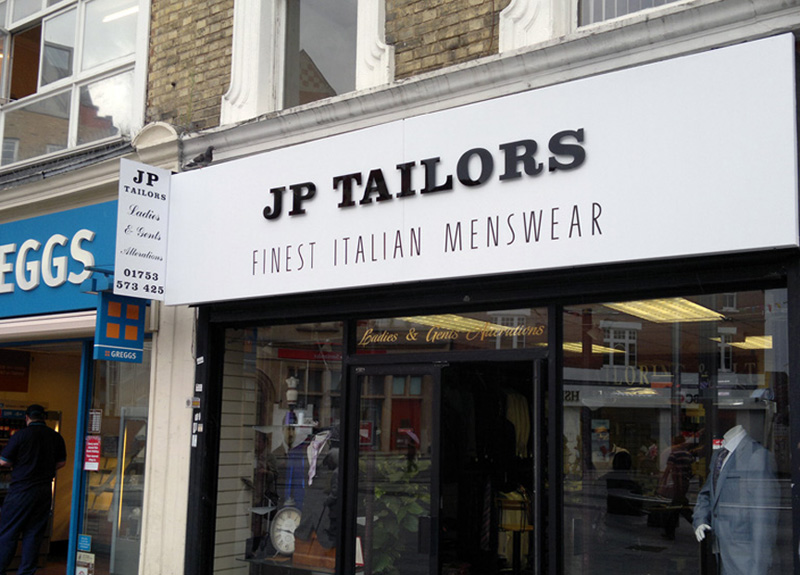 JP TAILORS
FINEST ITALIAN MENSWEAR
JP
TAILORS
Ladies
& Gents
Alterations
01753
573 425
EGGS
GREGGS
Ladies & Gents Alterations